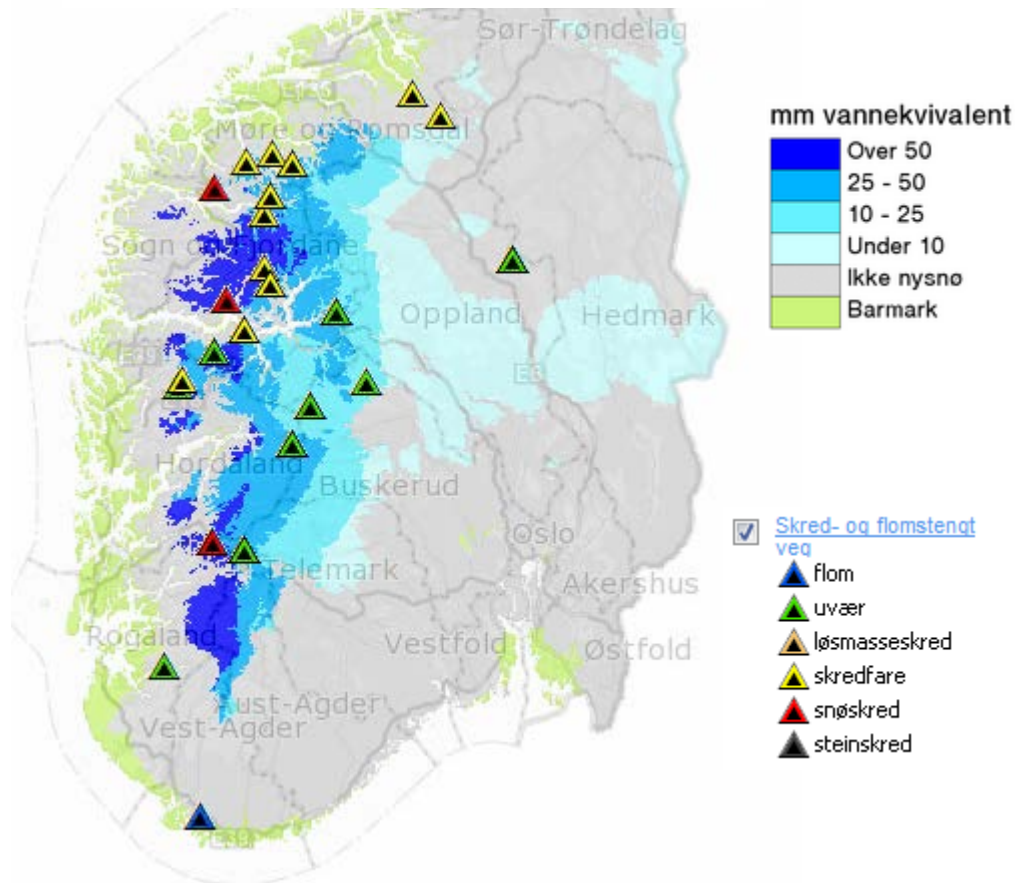 Sør-Trøndelag
E136
Møre og Romsdal
Sogn og Fjordane
Oppland
Hedmark
Hordaland
Buskerud
Oslo
Telemark
Akershus
Rogaland
Vestfold
Østfold
Aust-Agder
Vest-Agder
mm vannekvivalent
Over 50
25 - 50
10 - 25
Under 10
Ikke nysnø
Barmark
Skred- og flomstengt
veg
flom
uvær
løsmasseskred
skredfare
snøskred
steinskred